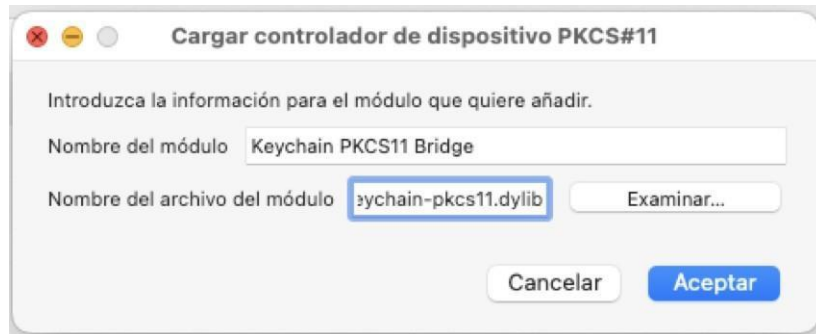 Cargar controlador de dispositivo PKCS#11
Introduzca la información para el módulo que quiere añadir.
Nombre del módulo Keychain PKCS11 Bridge
Nombre del archivo del módulo eychain-pkcs11.dylib Examinar...
Cancelar Aceptar